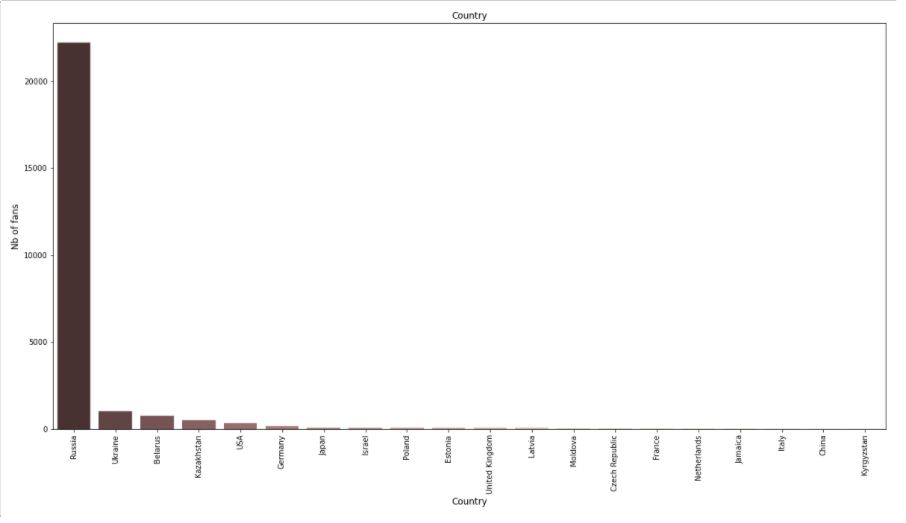 Country
20000
15000
10000
5000
0
Nb of fans
Russia
Ukraine
Belarus
Kazakhstan
USA
Germany
Japan
Israel
Poland
Estonia
United Kingdom
Latvia
Moldova
Czech Republic
France
Netherlands
Jamaica
Italy
China
Kyrgyzstan
Country